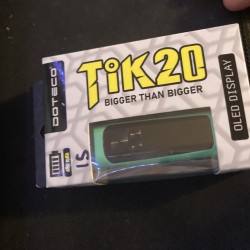 DOTECO
TiK20
BIGGER THAN BIGGER
OLED DISPLAY